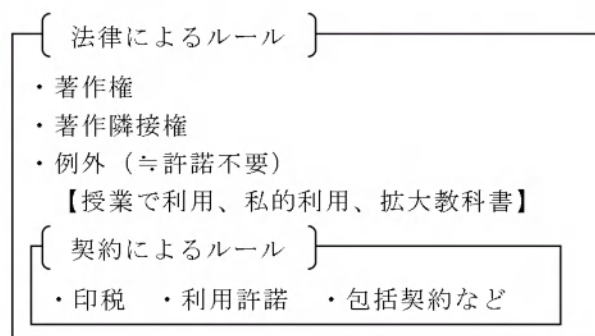 法律によるルール
・著作権
・著作隣接権
・例外（≒許諾不要）
【授業で利用、私的利用、拡大教科書】
契約によるルール
・印税　・利用許諾　・包括契約など